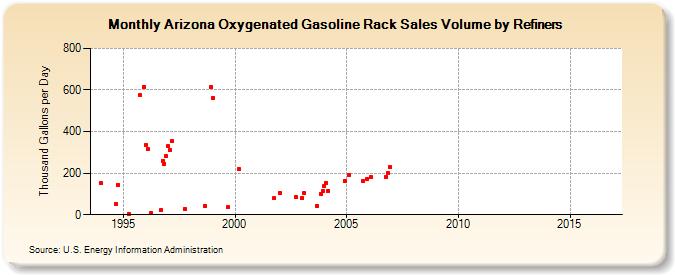 Monthly Arizona Oxygenated Gasoline Rack Sales Volume by Refiners
Thousand Gallons per Day
800
600
400
200
0
1995 2000 2005 2010 2015
Source: U.S. Energy Information Administration